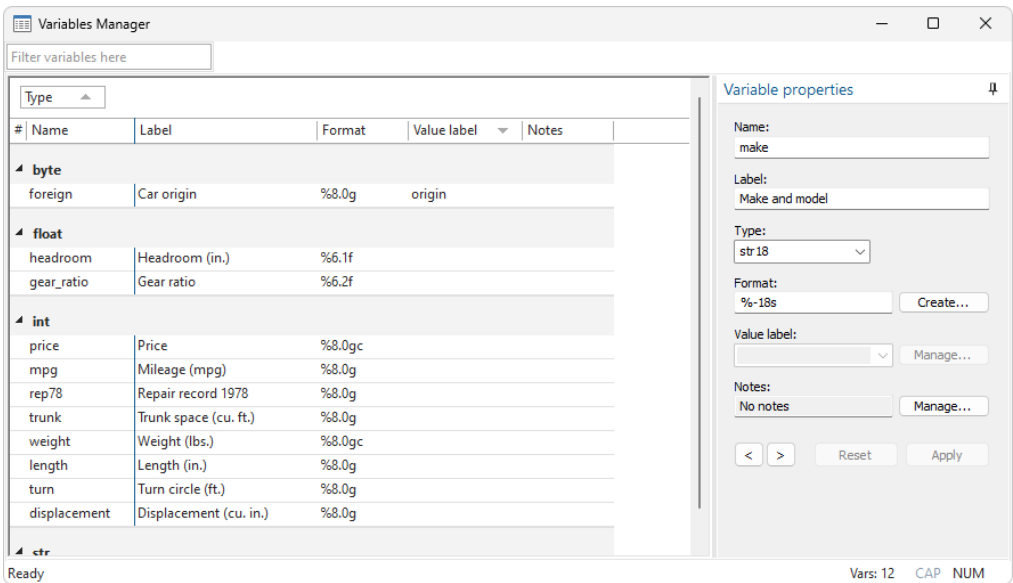 Variables Manager
Filter variables here
Type
# Name Label Format Value label Notes
byte
foreign Car origin %8.0g origin
float
headroom Headroom (in.) %6.1f
gear_ratio Gear ratio %6.2f
int
price Price %8.0gc
mpg Mileage (mpg) %8.0g
rep78 Repair record 1978 %8.0g
trunk Trunk space (cu. ft.) %8.0g
weight Weight (lbs.) %8.0gc
length Length (in.) %8.0g
turn Turn circle (ft.) %8.0g
displacement Displacement (cu. in.) %8.0g
str
Variable properties
Name:
make
Label:
Make and model
Type:
str18
Format:
%-18s Create...
Value label:
Manage...
Notes:
No notes Manage...
< > Reset Apply
Ready Vars: 12 CAP NUM